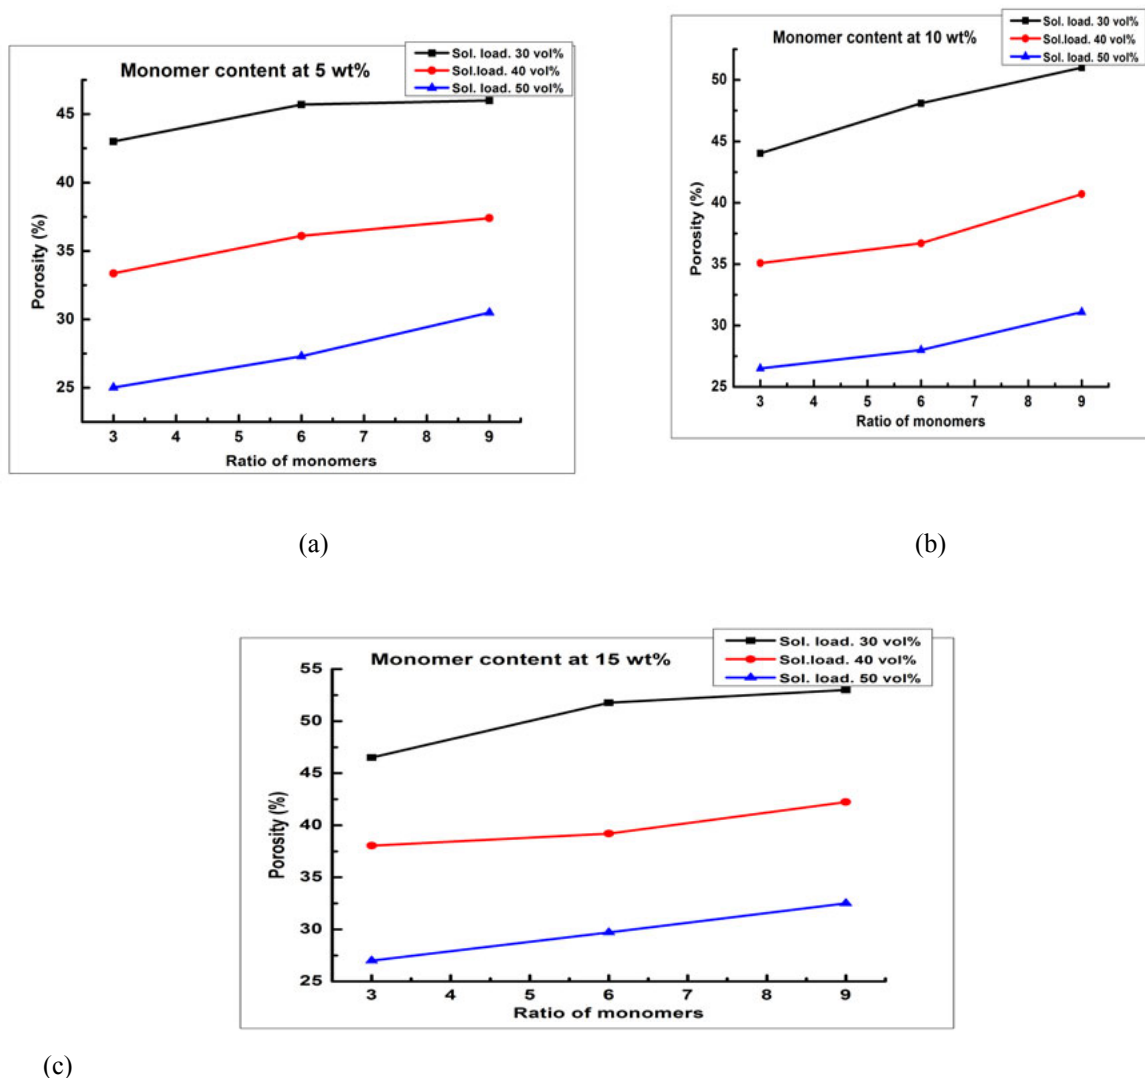 Monomer content at 5 wt%
Sol. load. 30 vol%
Sol.load. 40 vol%
Sol. load. 50 vol%
Porosity (%)
45
40
35
30
25
3 4 5 6 7 8 9
Ratio of monomers
(a)
Monomer content at 10 wt%
Sol. load. 30 vol%
Sol.load. 40 vol%
Sol. load. 50 vol%
Porosity (%)
50
45
40
35
30
25
3 4 5 6 7 8 9
Ratio of monomers
(b)
Monomer content at 15 wt%
Sol. load. 30 vol%
Sol.load. 40 vol%
Sol. load. 50 vol%
Porosity (%)
55
50
45
40
35
30
25
3 4 5 6 7 8 9
Ratio of monomers
(c)